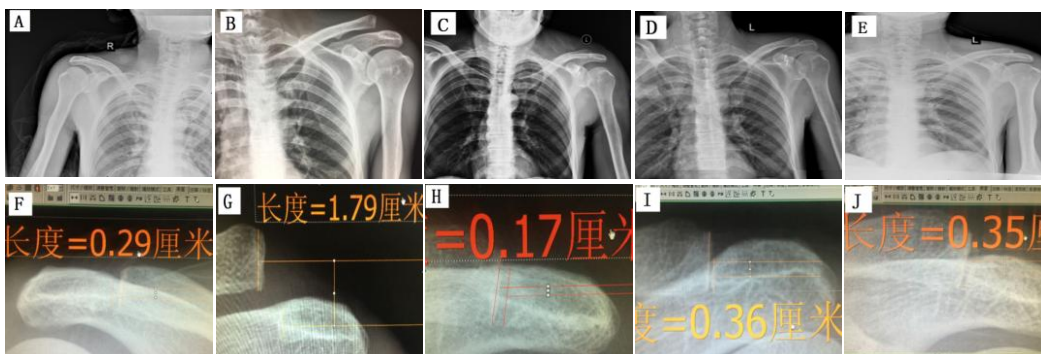 A
R
B
C
D
L
E
L
F
长度=0.29厘米
G
长度=1.79厘米
H
=0.17厘米
I
度=0.36厘米
J
长度=0.35厘